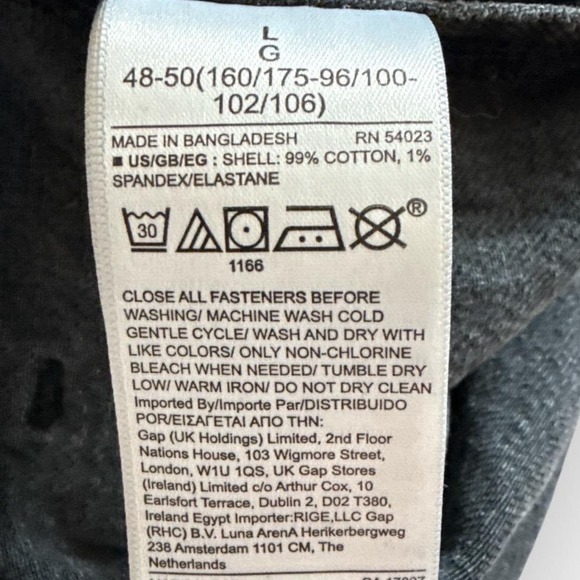 L
G
48-50(160/175-96/100-
102/106)
MADE IN BANGLADESH RN 54023
■ US/GB/EG : SHELL: 99% COTTON, 1%
SPANDEX/ELASTANE
30
®
1166
CLOSE ALL FASTENERS BEFORE
WASHING/ MACHINE WASH COLD
GENTLE CYCLE/ WASH AND DRY WITH
LIKE COLORS/ ONLY NON-CHLORINE
BLEACH WHEN NEEDED/ TUMBLE DRY
LOW/ WARM IRON/ DO NOT DRY CLEAN
Imported By/Importe Par/DISTRIBUIDO
POR/ΕΙΣΑΓΕΤΑΙ ΑΠΟ ΤΗΝ:
Gap (UK Holdings) Limited, 2nd Floor
Nations House, 103 Wigmore Street,
London, W1U 1QS, UK Gap Stores
(Ireland) Limited c/o Arthur Cox, 10
Earlsfort Terrace, Dublin 2, D02 T380,
Ireland Egypt Importer:RIGE,LLC Gap
(RHC) B.V. Luna ArenA Herikerbergweg
238 Amsterdam 1101 CM, The
Netherlands